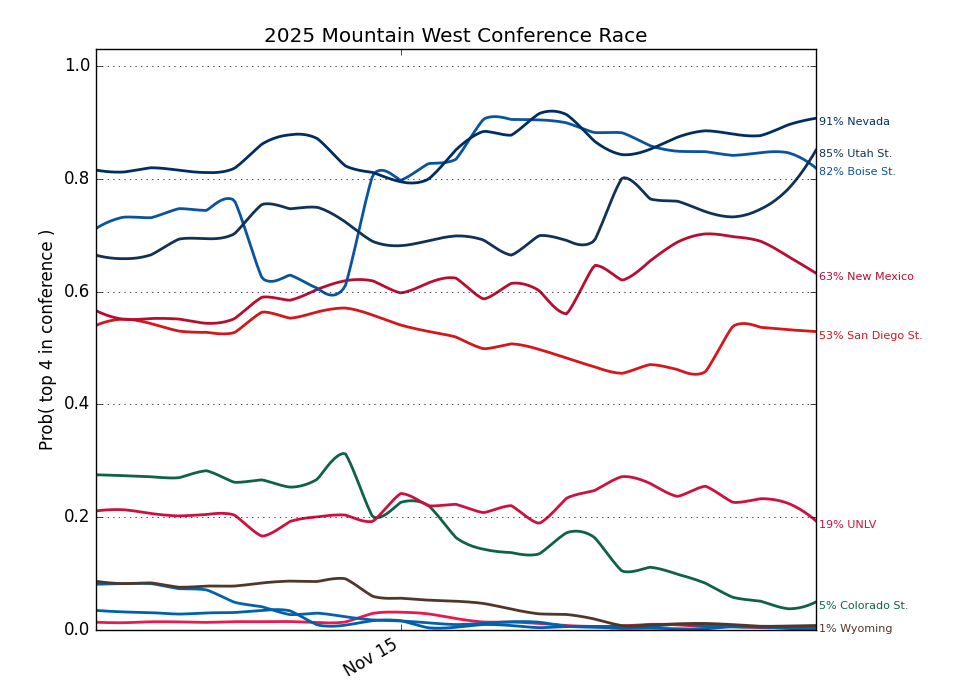 2025 Mountain West Conference Race
Prob( top 4 in conference )
1.0
0.8
0.6
0.4
0.2
0.0
Nov 15
91% Nevada
85% Utah St.
82% Boise St.
63% New Mexico
53% San Diego St.
19% UNLV
5% Colorado St.
1% Wyoming